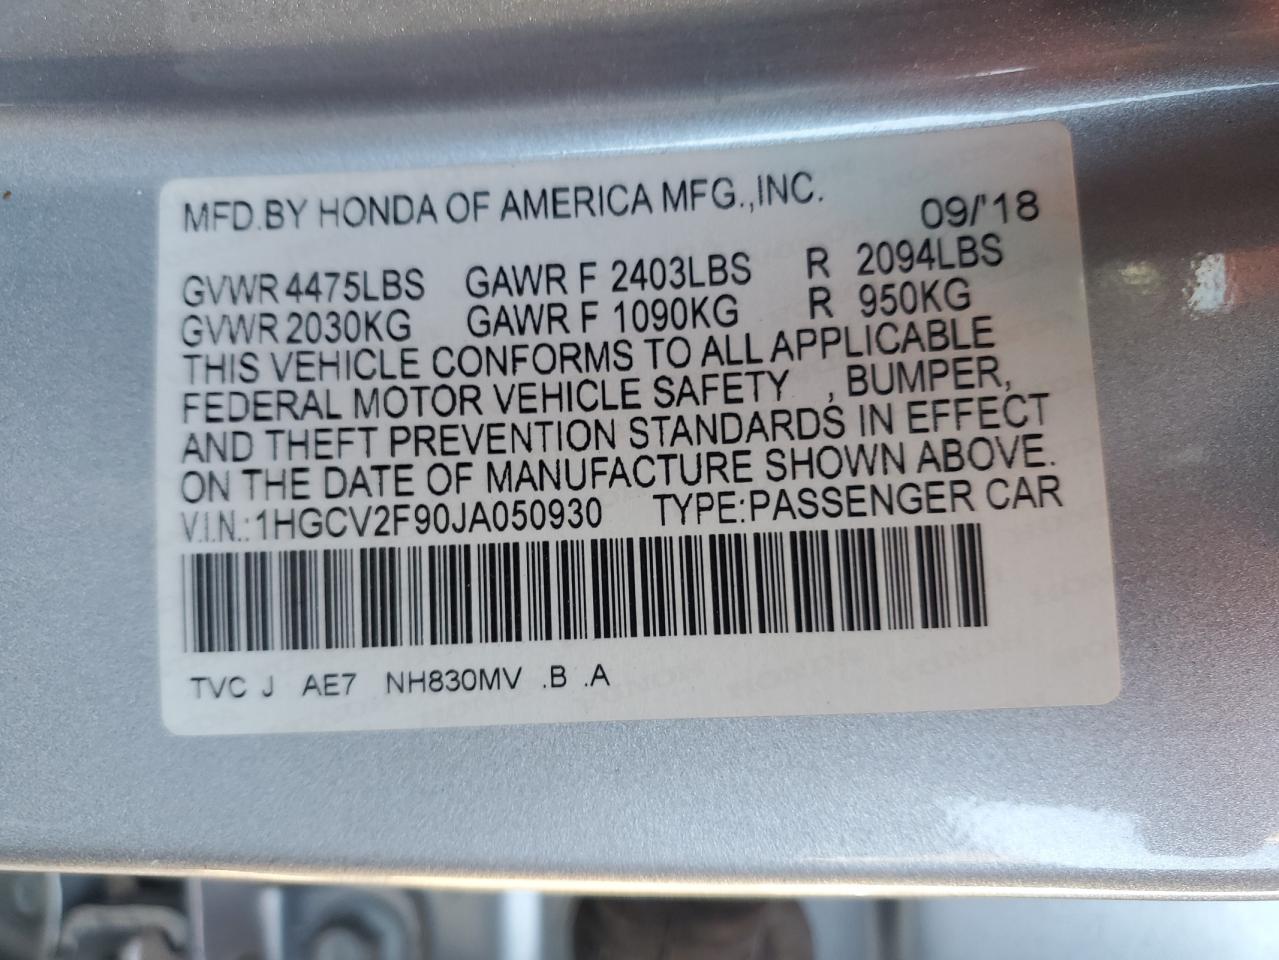 MFD.BY HONDA OF AMERICA MFG.,INC. 09/'18
GVWR 4475LBS GAWR F 2403LBS R 2094LBS
GVWR 2030KG GAWR F 1090KG R 950KG
THIS VEHICLE CONFORMS TO ALL APPLICABLE
FEDERAL MOTOR VEHICLE SAFETY , BUMPER,
AND THEFT PREVENTION STANDARDS IN EFFECT
ON THE DATE OF MANUFACTURE SHOWN ABOVE.
V.I.N.: 1HGCV2F90JA050930 TYPE:PASSENGER CAR
TVC J AE7 NH830MV .B .A